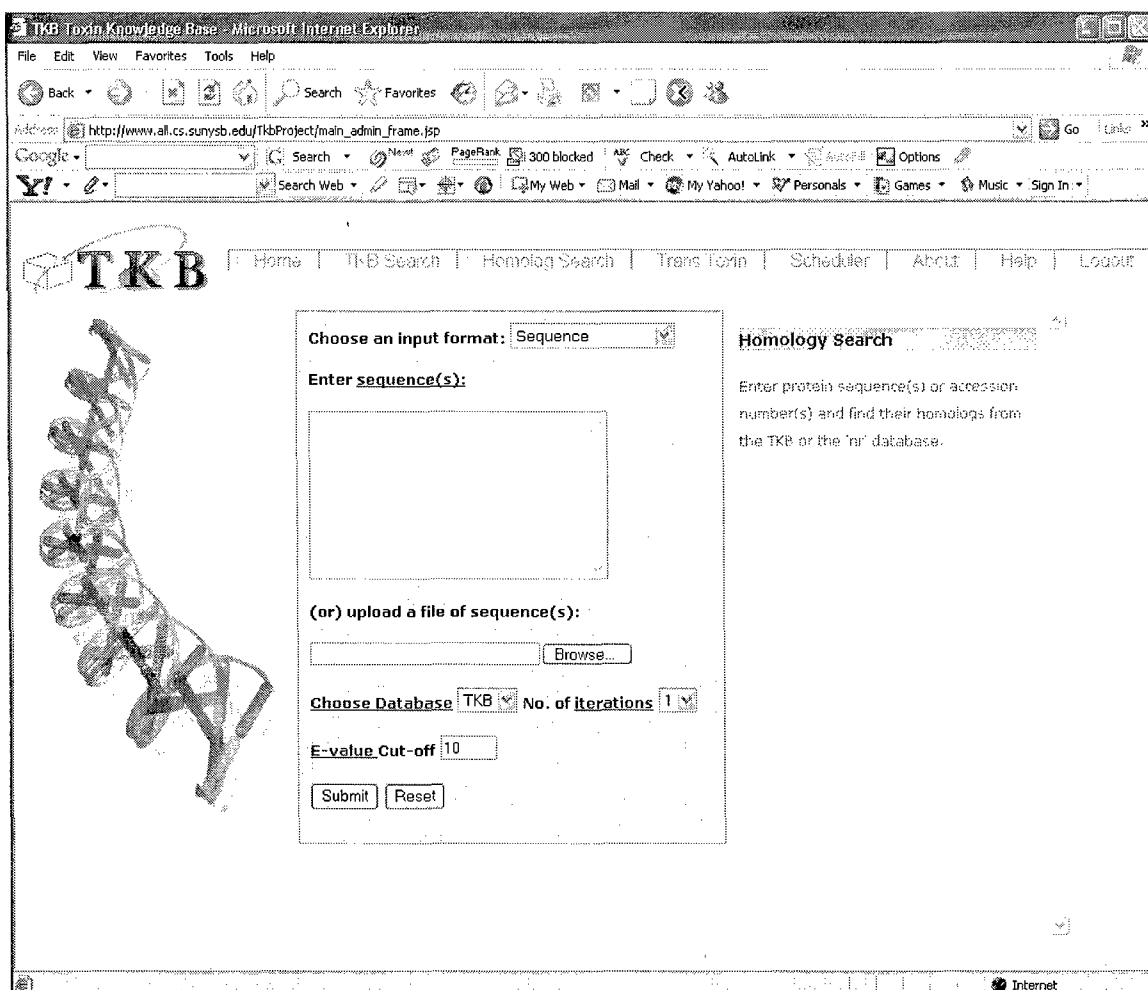 TKB Toxin Knowledge Base - Microsoft Internet Explorer
File Edit View Favorites Tools Help
Back Search Favorites
Address http://www.all.cs.sunysb.edu/TkbProject/main_admin_frame.jsp Go Links »
Google Search New! PageRank 300 blocked ABC Check AutoLink AutoFill Options
Y! Search Web My Web Mail My Yahoo! Personals Games Music Sign In
TKB Home | TKB Search | Homolog Search | Trans Toxin | Scheduler | About | Help | Logout
Choose an input format: Sequence
Homology Search
Enter sequence(s):
Enter protein sequence(s) or accession
number(s) and find their homologs from
the TKB or the 'nr' database.
(or) upload a file of sequence(s):
Browse...
Choose Database TKB No. of iterations 1
E-value Cut-off 10
Submit Reset
Internet